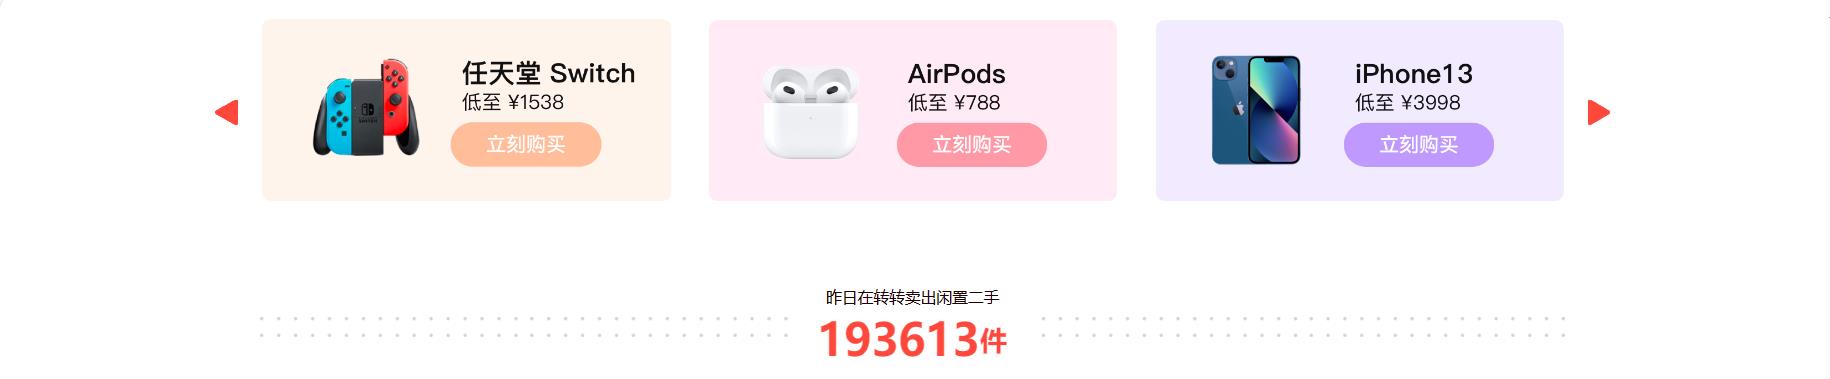 任天堂 Switch
低至 ¥1538
立刻购买
AirPods
低至 ¥788
立刻购买
iPhone13
低至 ¥3998
立刻购买
昨日在转转卖出闲置二手
193613件